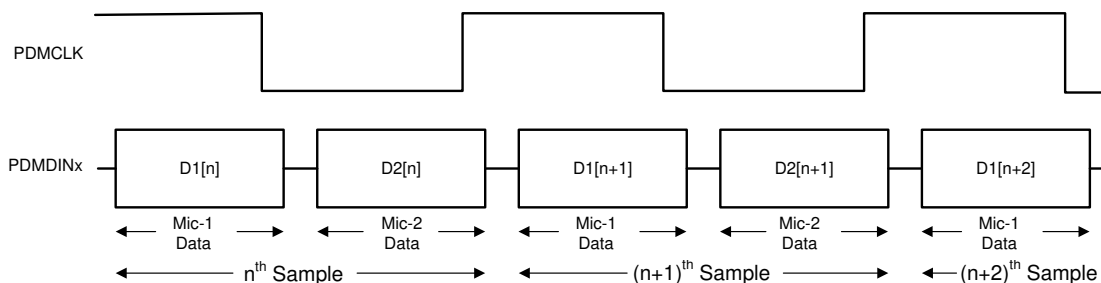 PDMCLK
PDMDINx
D1[n]
D2[n]
D1[n+1]
D2[n+1]
D1[n+2]
Mic-1
Data
Mic-2
Data
Mic-1
Data
Mic-2
Data
Mic-1
Data
nth Sample
(n+1)th Sample
(n+2)th Sample